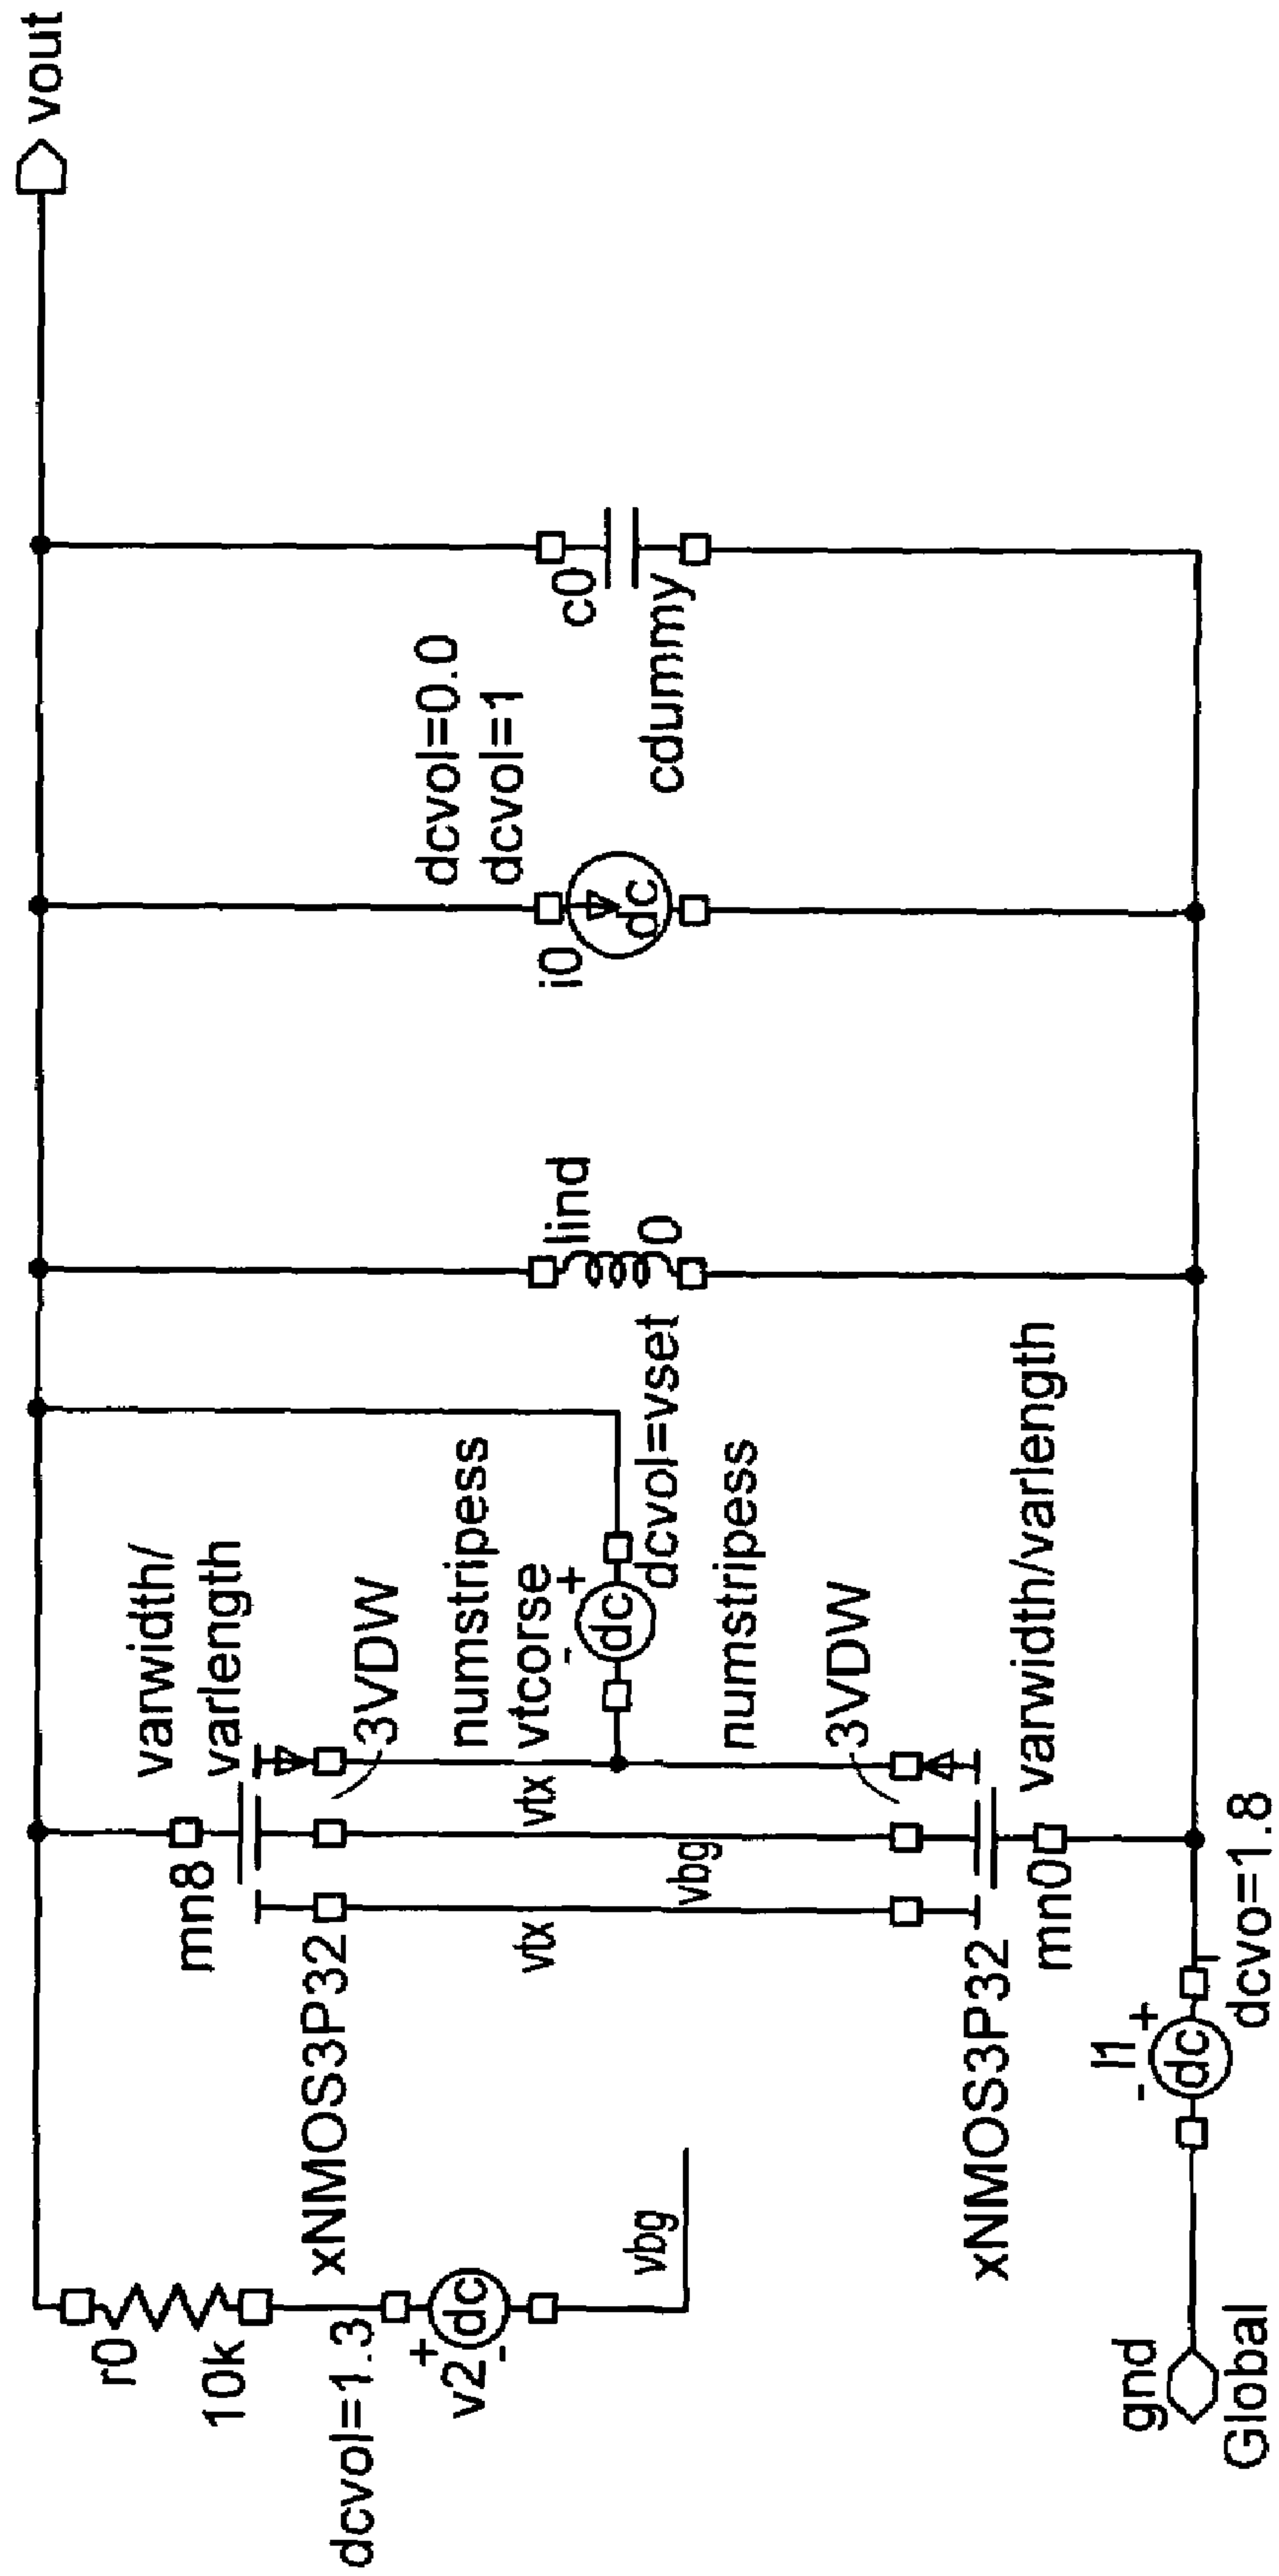 vout
varwidth/
varlength
mn8
3VDW
xNMOS3P32
r0
10k
dcvol=1.3
+
v2
dc
-
vbg
numstripess
vtcorse
vtx
- +
dc
dcvol=vset
vbg
vtx
numstripess
3VDW
varwidth/varlength
xNMOS3P32
mn0
lind
0
dcvol=0.0
dcvol=1
i0
dc
c0
cdummy
- I1 +
dc
dcvo=1.8
gnd
Global